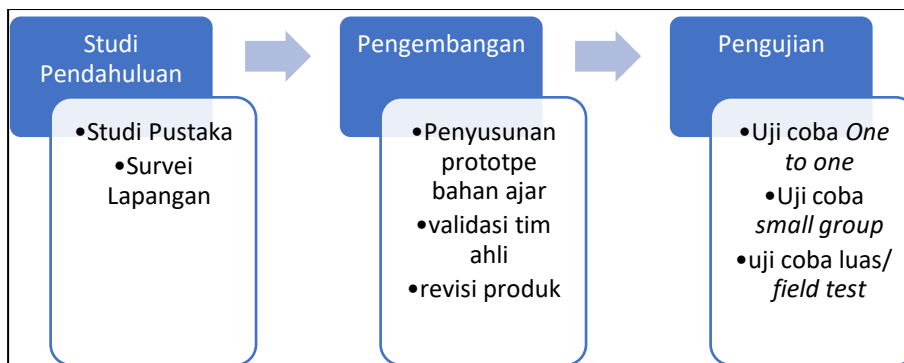 Studi
Pendahuluan
•Studi Pustaka
•Survei
Lapangan
Pengembangan
•Penyusunan
prototpe
bahan ajar
•validasi tim
ahli
•revisi produk
Pengujian
•Uji coba One
to one
•Uji coba
small group
•uji coba luas/
field test